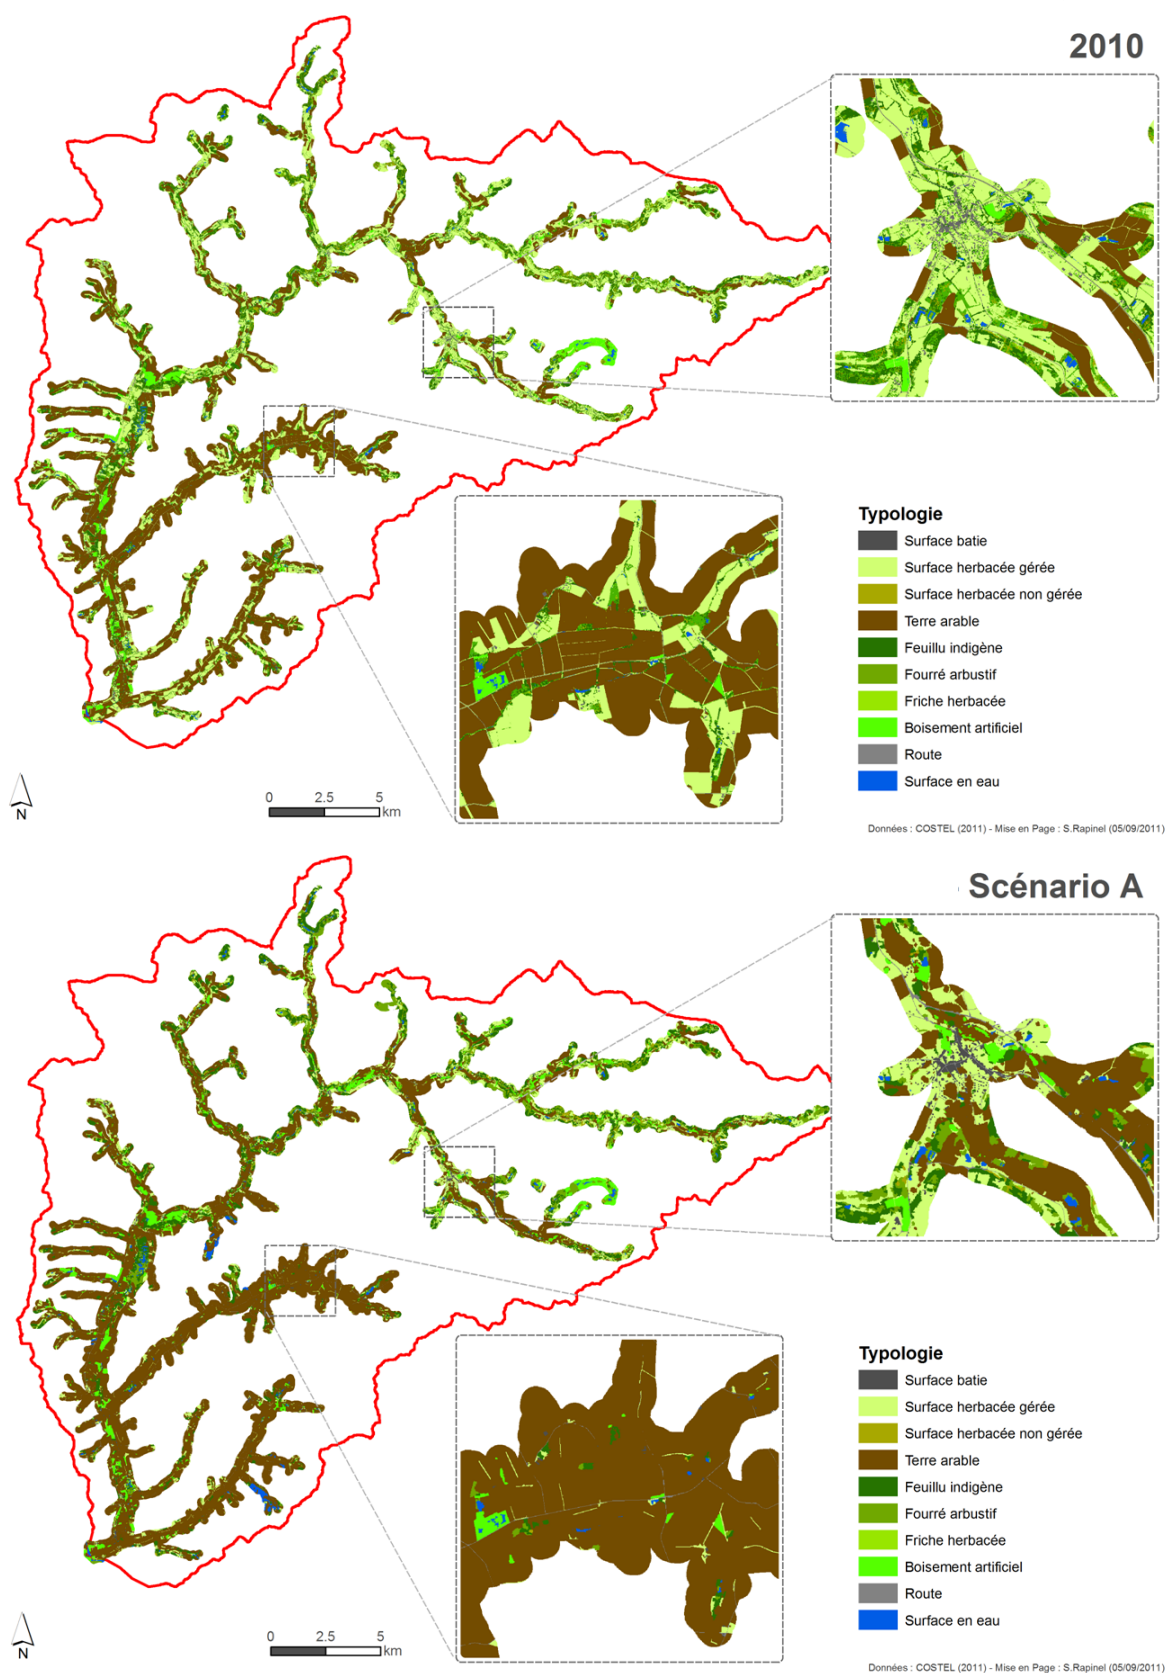 2010
Typologie
Surface batie
Surface herbacée gérée
Surface herbacée non gérée
Terre arable
Feuillu indigène
Fourré arbustif
Friche herbacée
Boisement artificiel
Route
Surface en eau
N
0 2.5 5
km
Données : COSTEL (2011) - Mise en Page : S.Rapinel (05/09/2011)
Scénario A
Typologie
Surface batie
Surface herbacée gérée
Surface herbacée non gérée
Terre arable
Feuillu indigène
Fourré arbustif
Friche herbacée
Boisement artificiel
Route
Surface en eau
N
0 2.5 5
km
Données : COSTEL (2011) - Mise en Page : S.Rapinel (05/09/2011)